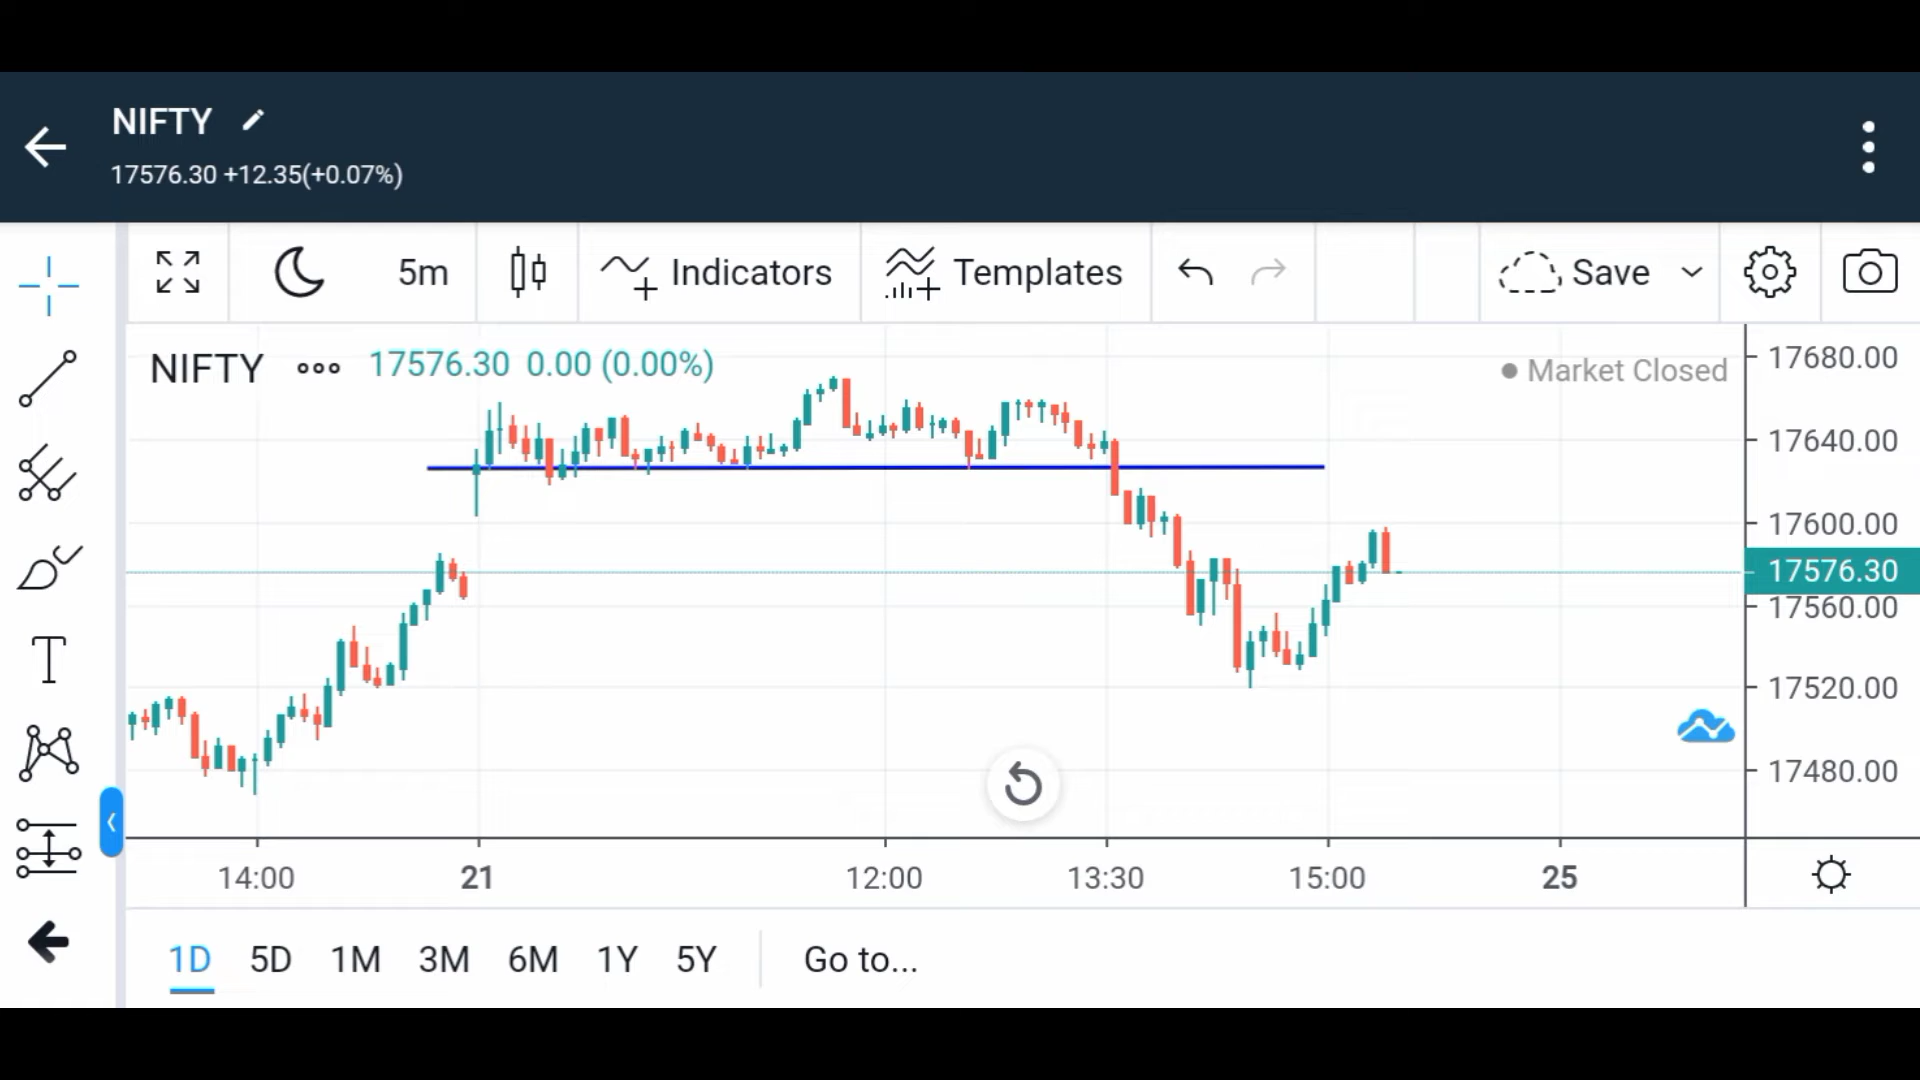 NIFTY
17576.30 +12.35(+0.07%)
5m Indicators Templates Save
NIFTY 17576.30 0.00 (0.00%)
Market Closed
17680.00
17640.00
17600.00
17576.30
17560.00
17520.00
17480.00
14:00 21 12:00 13:30 15:00 25
1D 5D 1M 3M 6M 1Y 5Y Go to...